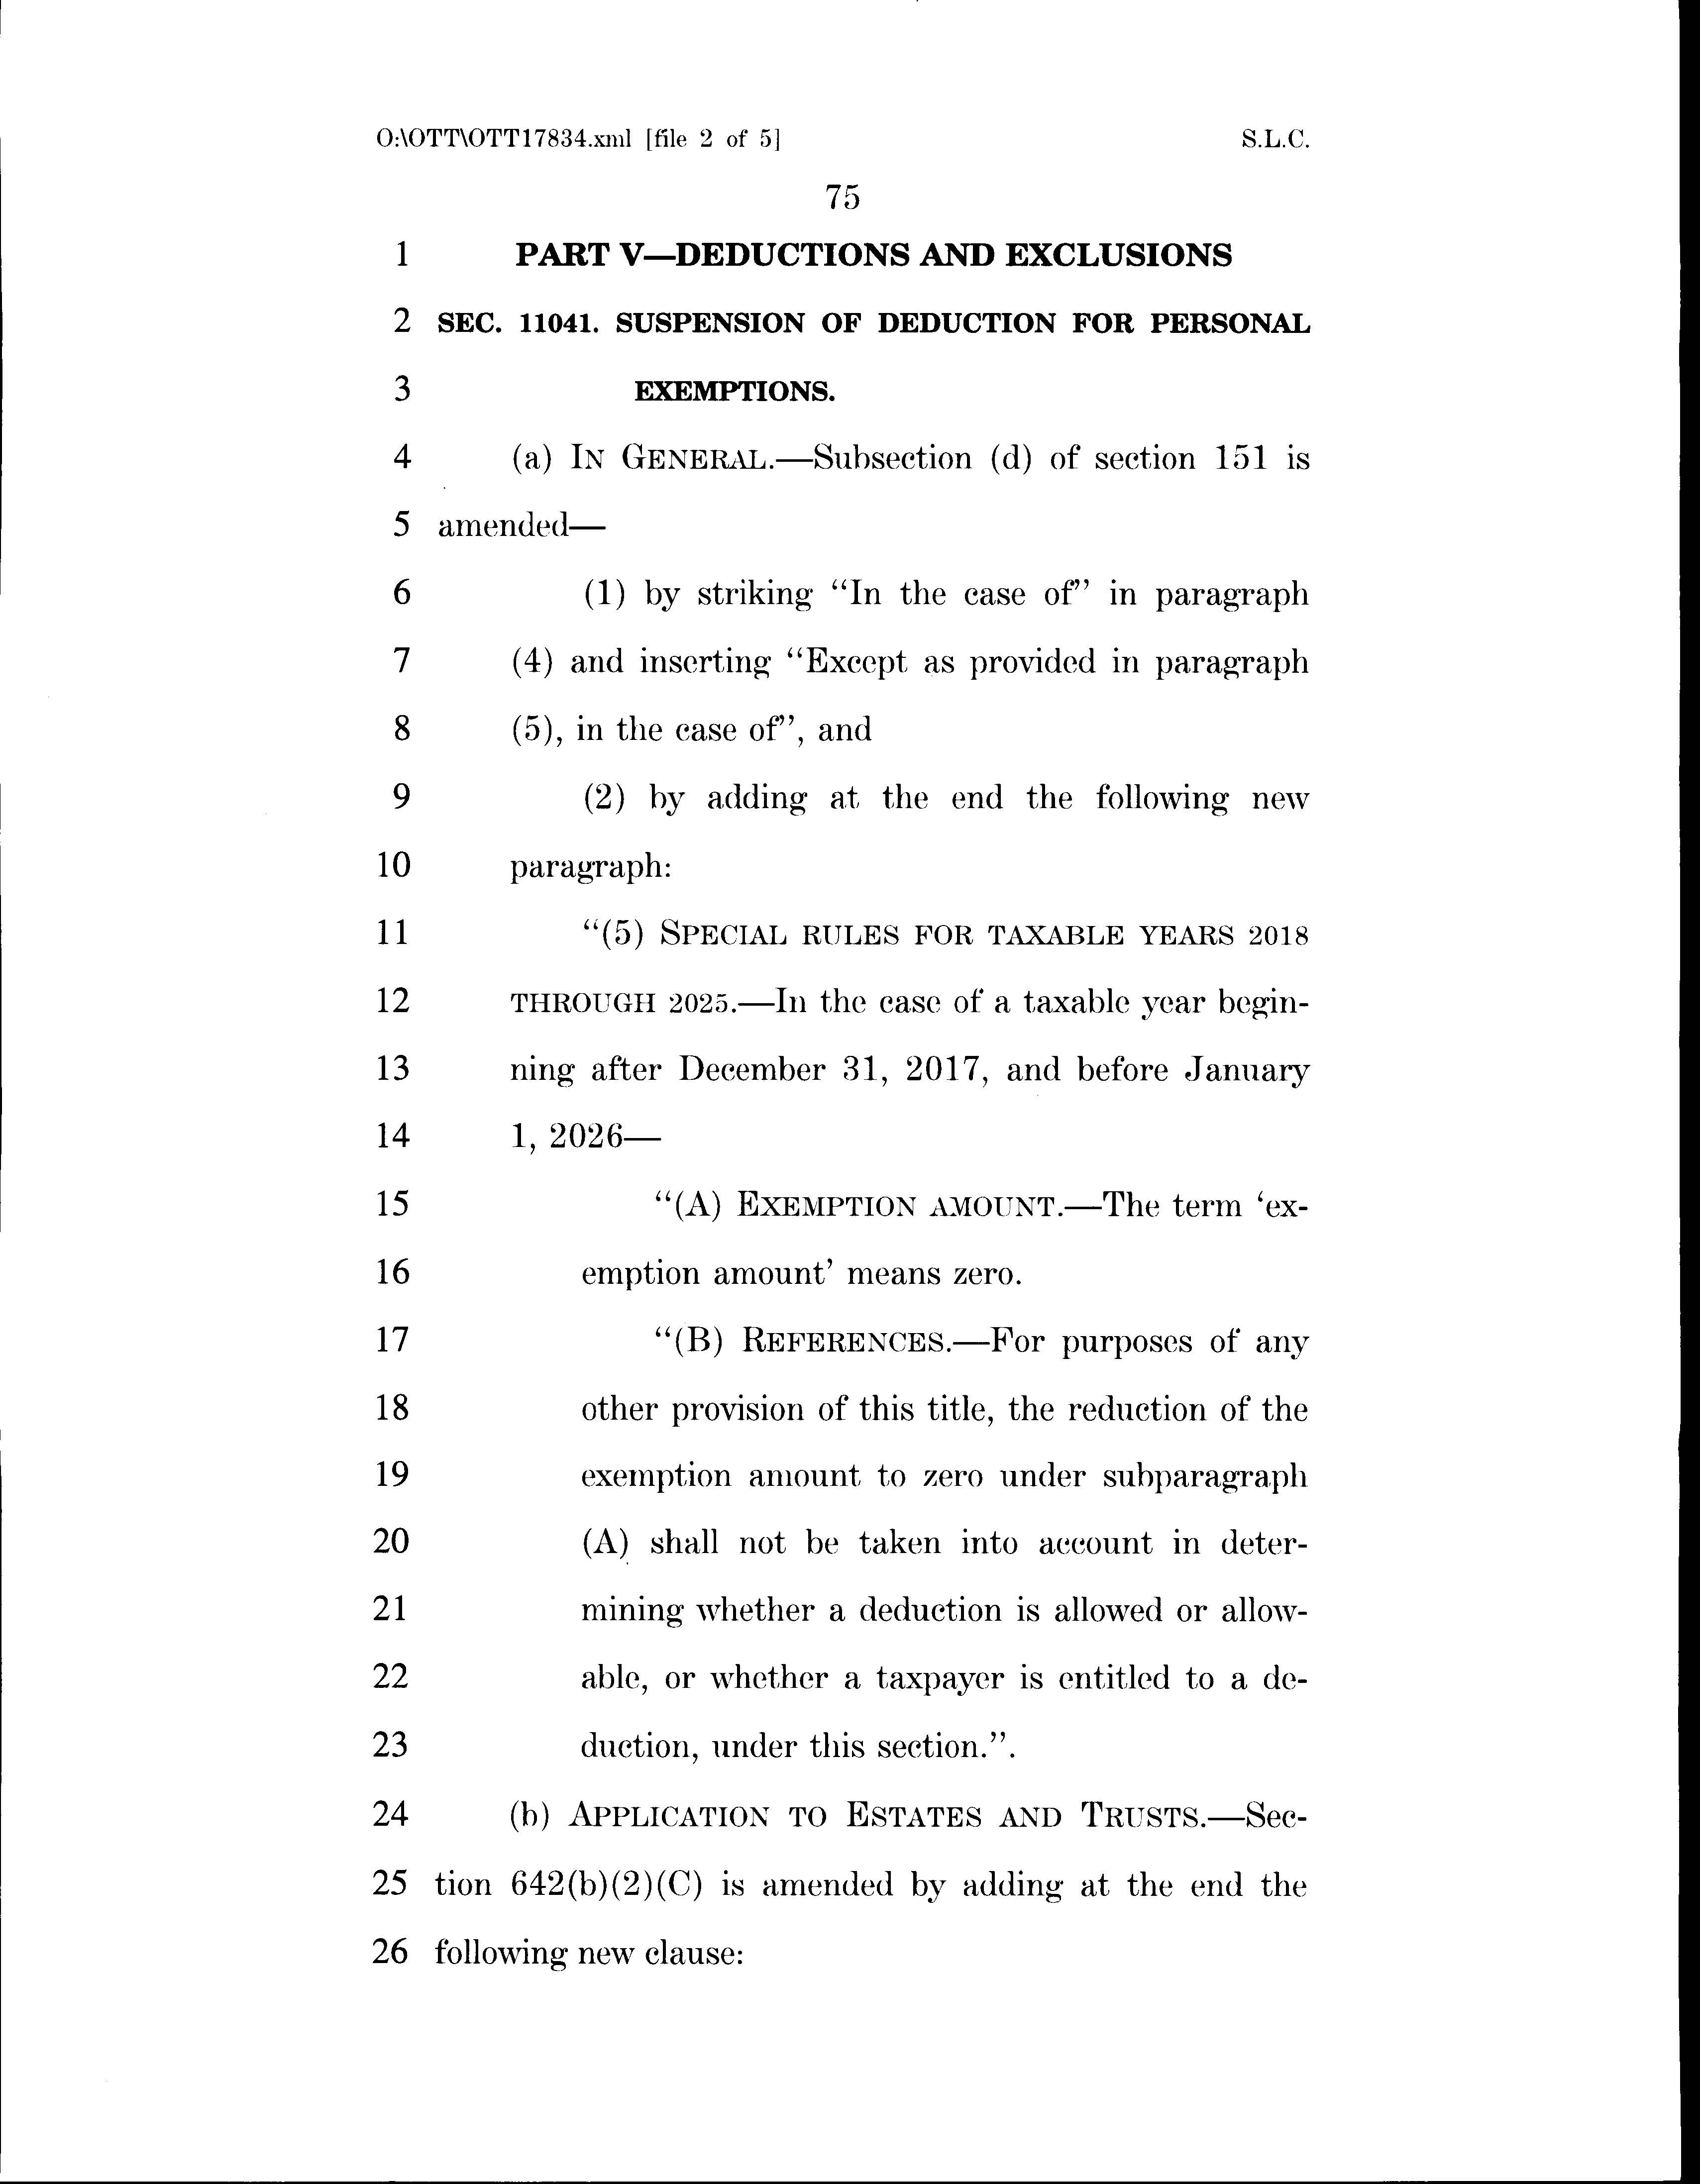 O:\OTT\OTT17834.xml [file 2 of 5] S.L.C.
75
1 PART V—DEDUCTIONS AND EXCLUSIONS
2 SEC. 11041. SUSPENSION OF DEDUCTION FOR PERSONAL
3 EXEMPTIONS.
4 (a) IN GENERAL.—Subsection (d) of section 151 is
5 amended—
6 (1) by striking “In the case of” in paragraph
7 (4) and inserting “Except as provided in paragraph
8 (5), in the case of”, and
9 (2) by adding at the end the following new
10 paragraph:
11 “(5) SPECIAL RULES FOR TAXABLE YEARS 2018
12 THROUGH 2025.—In the case of a taxable year begin-
13 ning after December 31, 2017, and before January
14 1, 2026—
15 “(A) EXEMPTION AMOUNT.—The term ‘ex-
16 emption amount’ means zero.
17 “(B) REFERENCES.—For purposes of any
18 other provision of this title, the reduction of the
19 exemption amount to zero under subparagraph
20 (A) shall not be taken into account in deter-
21 mining whether a deduction is allowed or allow-
22 able, or whether a taxpayer is entitled to a de-
23 duction, under this section.”.
24 (b) APPLICATION TO ESTATES AND TRUSTS.—Sec-
25 tion 642(b)(2)(C) is amended by adding at the end the
26 following new clause: